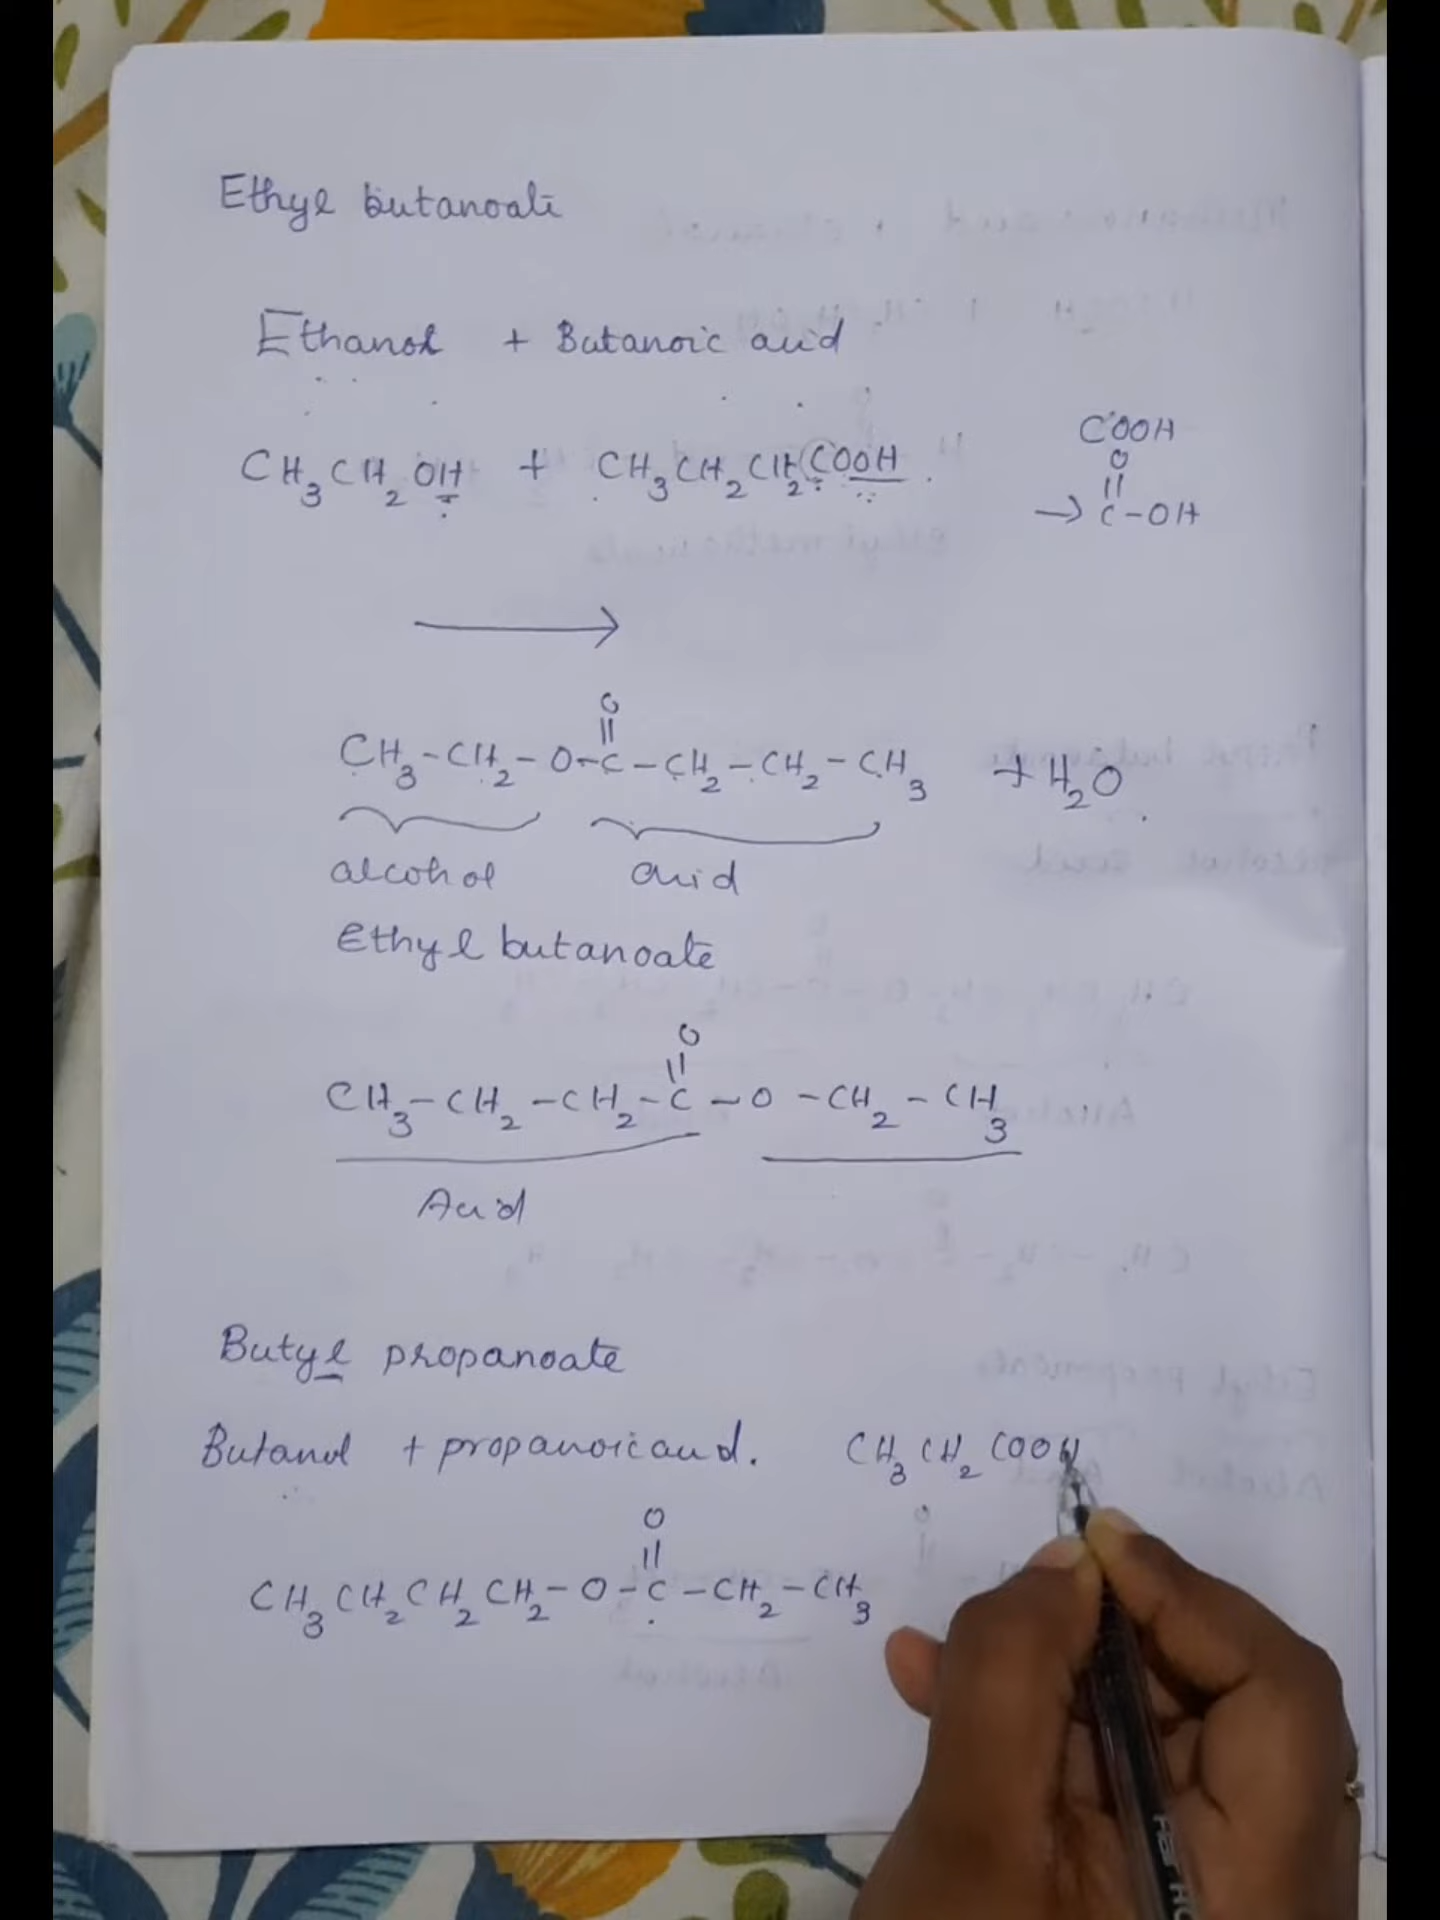 Ethyl butanoate
Ethanol + Butanoic acid
CH3CH2OH + CH3CH2CH2COOH
COOH
O
||
→ C-OH
→
O
||
CH3-CH2-O-C-CH2-CH2-CH3 + H2O
alcohol acid
Ethyl butanoate
O
||
CH3-CH2-CH2-C-O-CH2-CH3
Acid
Butyl propanoate
Butanol + propanoic acid. CH3CH2COOH
O
||
CH3CH2CH2CH2-O-C-CH2-CH3